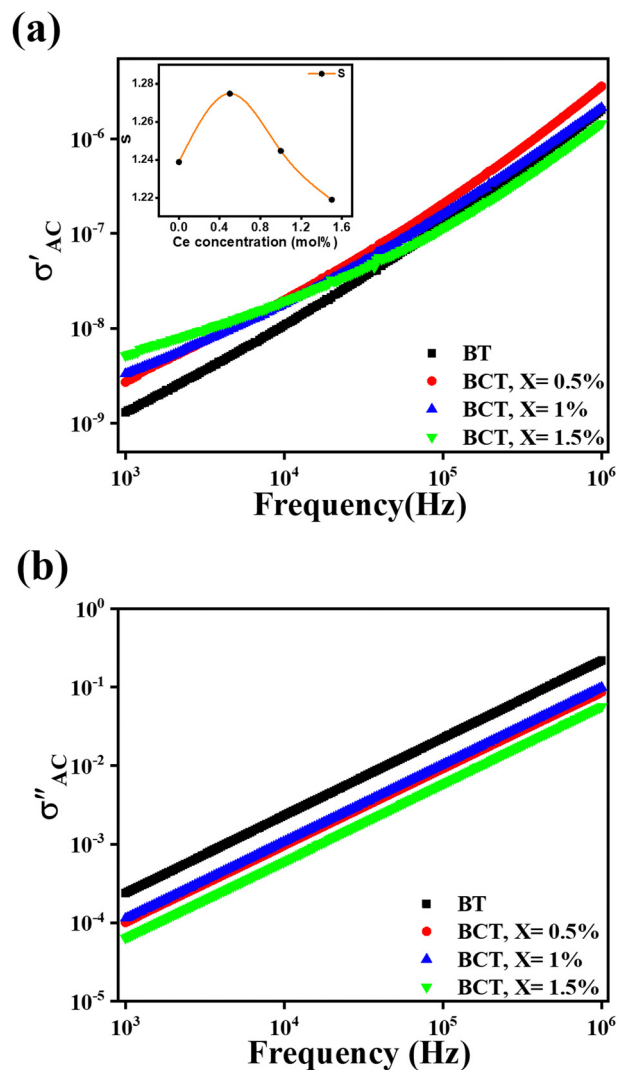 (a)
1.28
1.26
1.24
1.22
S
S
0.0 0.4 0.8 1.2 1.6
Ce concentration (mol%)
10⁻⁶
10⁻⁷
10⁻⁸
10⁻⁹
σ′AC
BT
BCT, X= 0.5%
BCT, X= 1%
BCT, X= 1.5%
10³ 10⁴ 10⁵ 10⁶
Frequency(Hz)
(b)
10⁰
10⁻¹
10⁻²
10⁻³
10⁻⁴
10⁻⁵
σ″AC
BT
BCT, X= 0.5%
BCT, X= 1%
BCT, X= 1.5%
10³ 10⁴ 10⁵ 10⁶
Frequency (Hz)